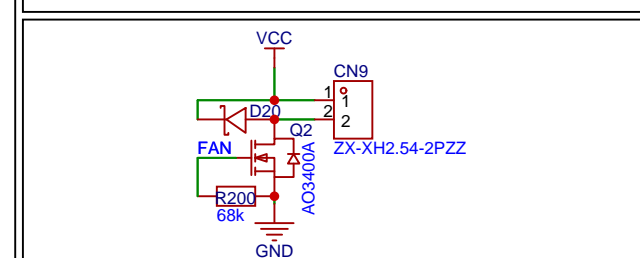 VCC
CN9
1
1
2
2
D20
Q2
FAN
ZX-XH2.54-2PZZ
AO3400A
R200
68k
GND